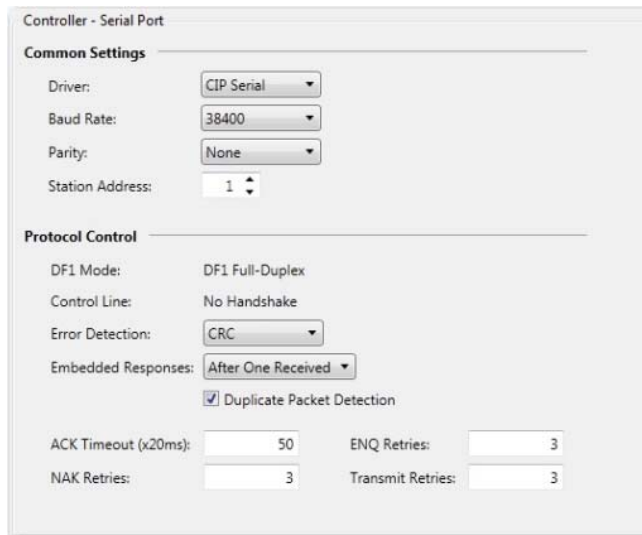 Controller - Serial Port
Common Settings
Driver: CIP Serial
Baud Rate: 38400
Parity: None
Station Address: 1
Protocol Control
DF1 Mode: DF1 Full-Duplex
Control Line: No Handshake
Error Detection: CRC
Embedded Responses: After One Received
Duplicate Packet Detection
ACK Timeout (x20ms): 50 ENQ Retries: 3
NAK Retries: 3 Transmit Retries: 3